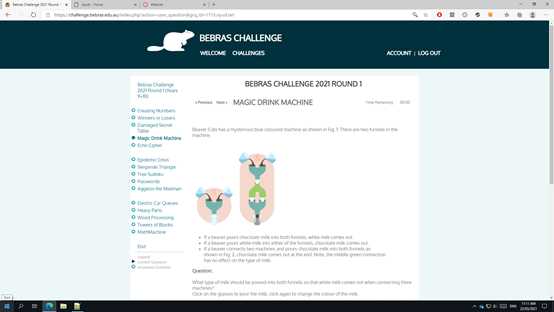 Bebras Challenge 2021 Round 1
Jacob - Home
Website
https://challenge.bebras.edu.au/index.php?action=user_question&grq_id=1715.nyud.net
BEBRAS CHALLENGE
WELCOME CHALLENGES
ACCOUNT | LOG OUT
BEBRAS CHALLENGE 2021 ROUND 1
Bebras Challenge
2021 Round 1 (Years
9+10)
« Previous Next » MAGIC DRINK MACHINE
Time Remaining: 00:00
Creating Numbers
Winners or Losers
Damaged Secret
Table
Magic Drink Machine
Echo Cipher
Epidemic Crisis
Sierpinski Triangle
Tree Sudoku
Passwords
Electric Car Queues
Heavy Parts
Wood Processing
Towers of Blocks
MathMachine
End
Legend
Current Question
Answered Question
Beaver Cobi has a mysterious blue coloured machine as shown in Fig. 1. There are two funnels in the
machine.
If a beaver pours chocolate milk into both funnels, white milk comes out.
If a beaver pours white milk into either of the funnels, chocolate milk comes out.
If a beaver connects two machines and pours chocolate milk into both funnels as
shown in Fig. 2, chocolate milk comes out at the end. Note, the middle green connection
has no effect on the type of milk.
Question:
What type of milk should be poured into both funnels so that white milk comes out when connecting three
machines?
Click on the glasses to pour the milk, click again to change the colour of the milk.
Start
ENG
11:11 AM
22/03/2021